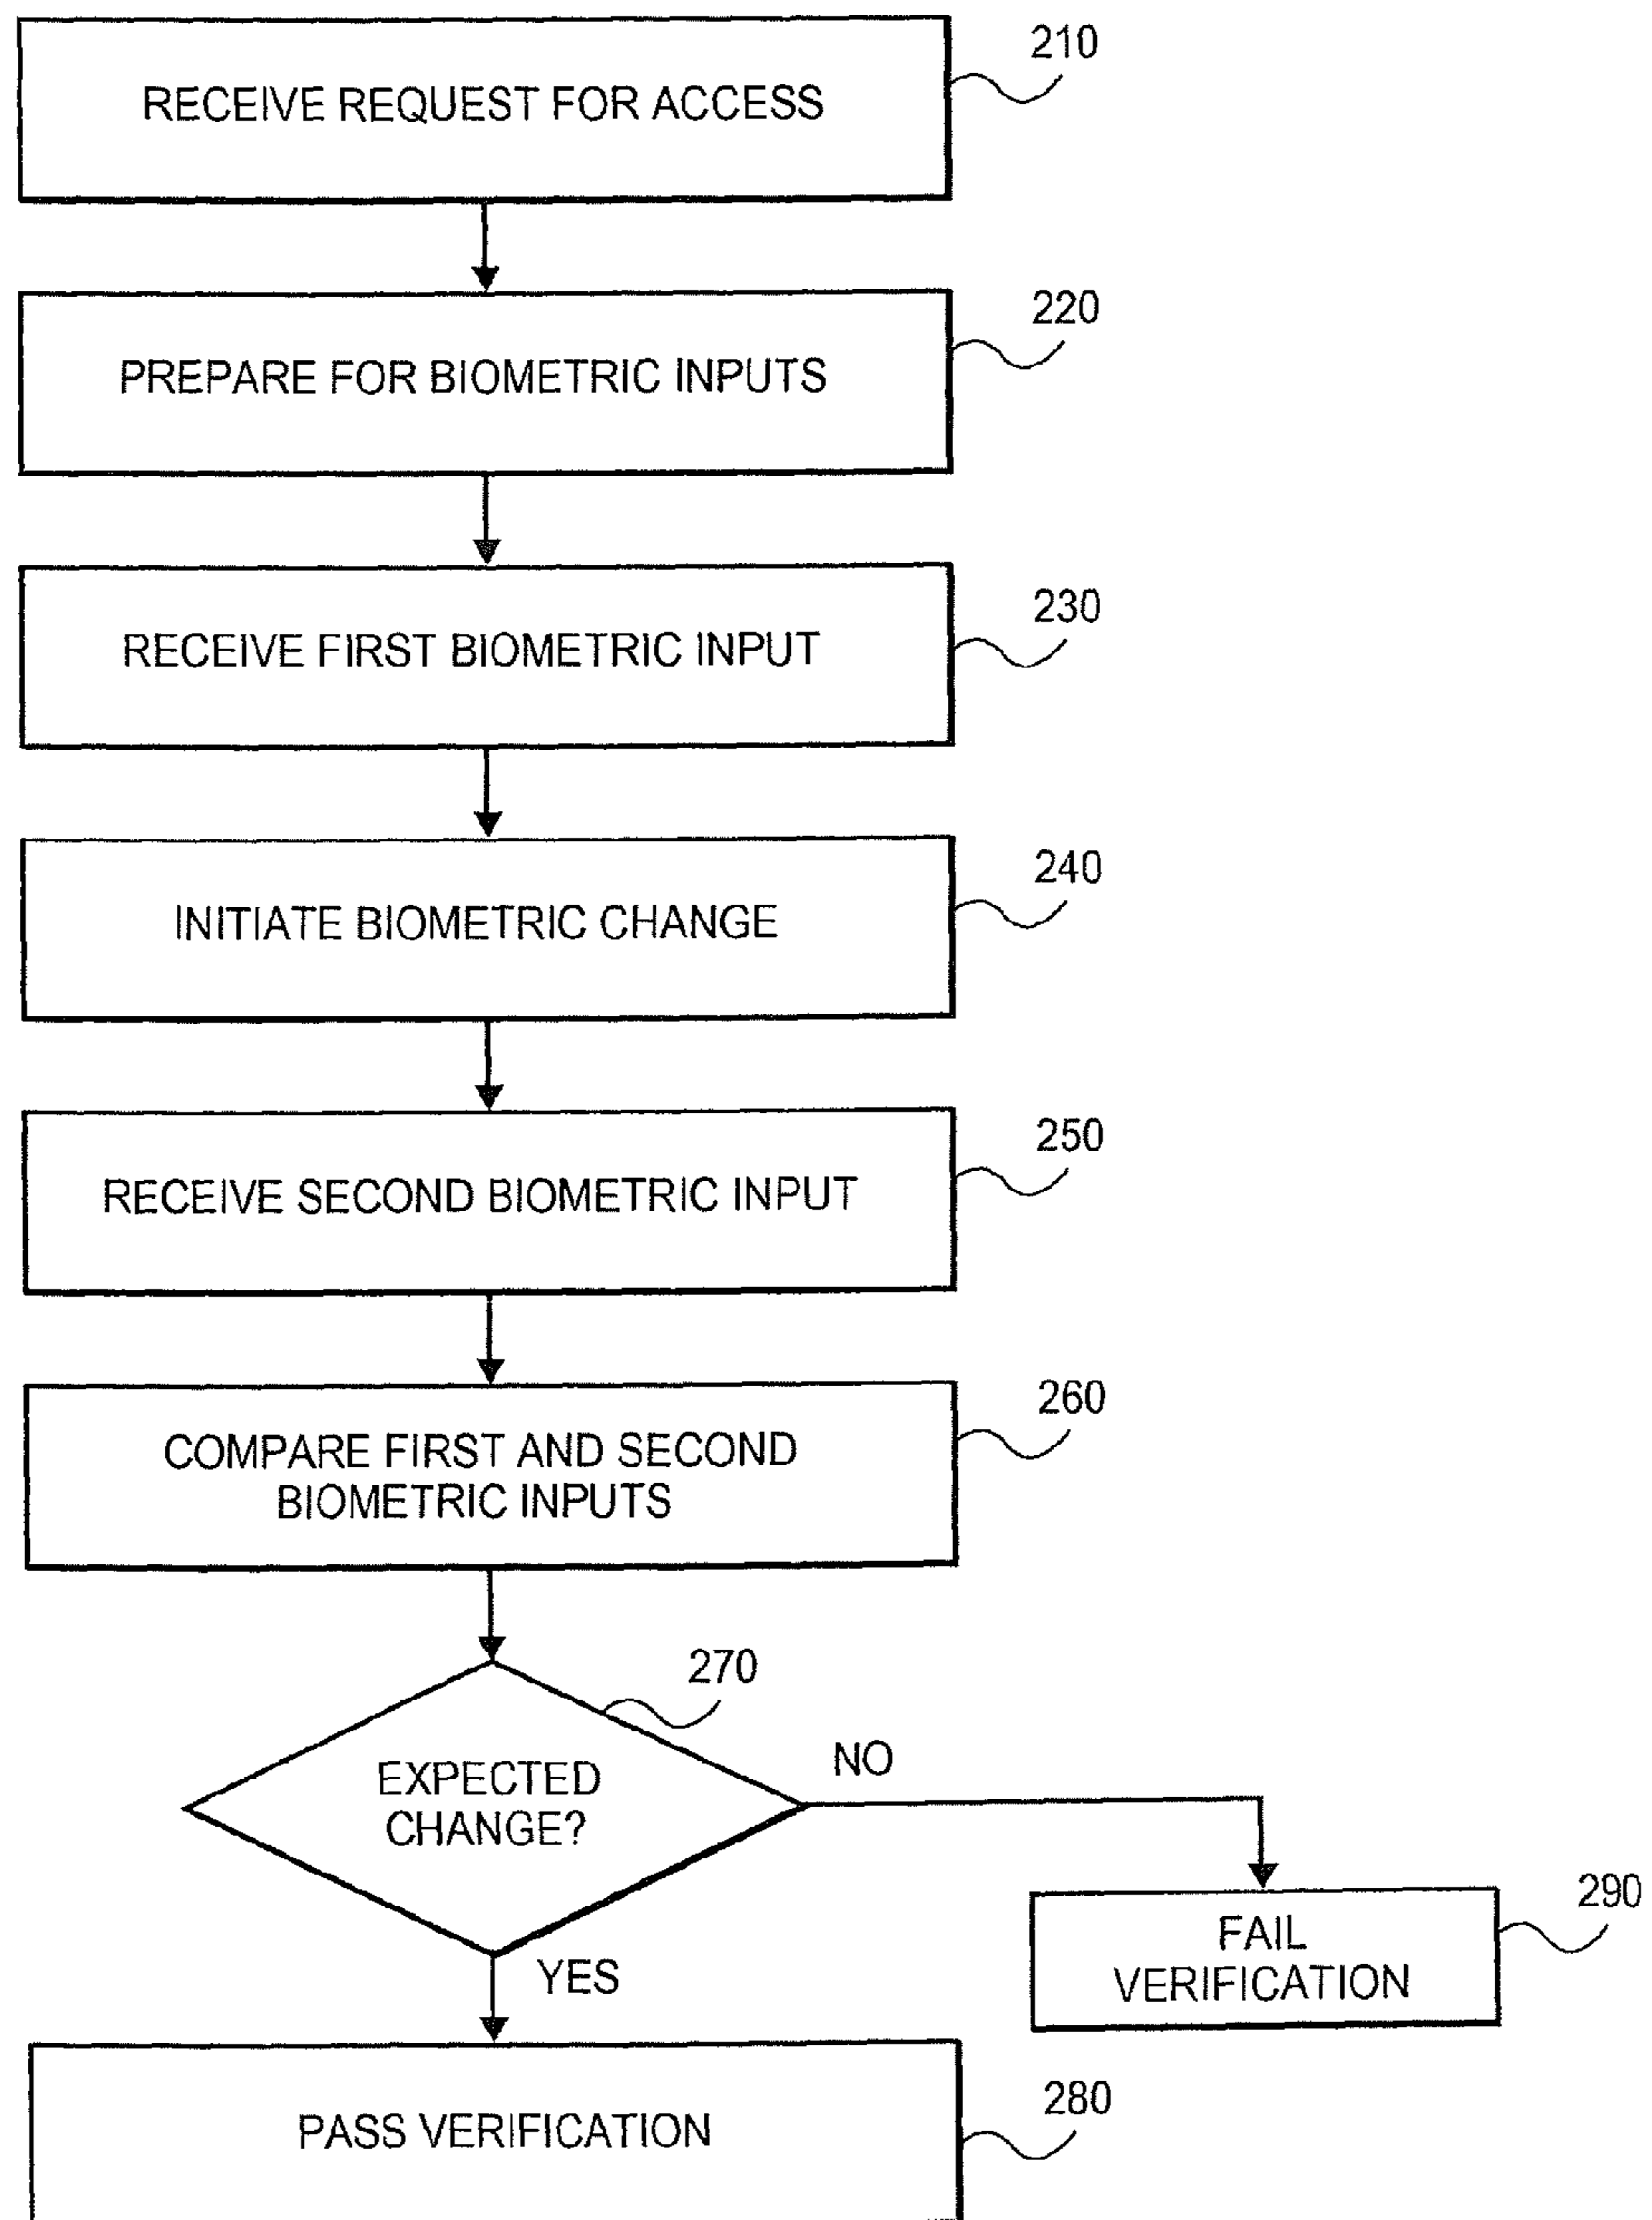 210
RECEIVE REQUEST FOR ACCESS
220
PREPARE FOR BIOMETRIC INPUTS
230
RECEIVE FIRST BIOMETRIC INPUT
240
INITIATE BIOMETRIC CHANGE
250
RECEIVE SECOND BIOMETRIC INPUT
260
COMPARE FIRST AND SECOND
BIOMETRIC INPUTS
270
EXPECTED
CHANGE?
NO
290
FAIL
VERIFICATION
YES
280
PASS VERIFICATION